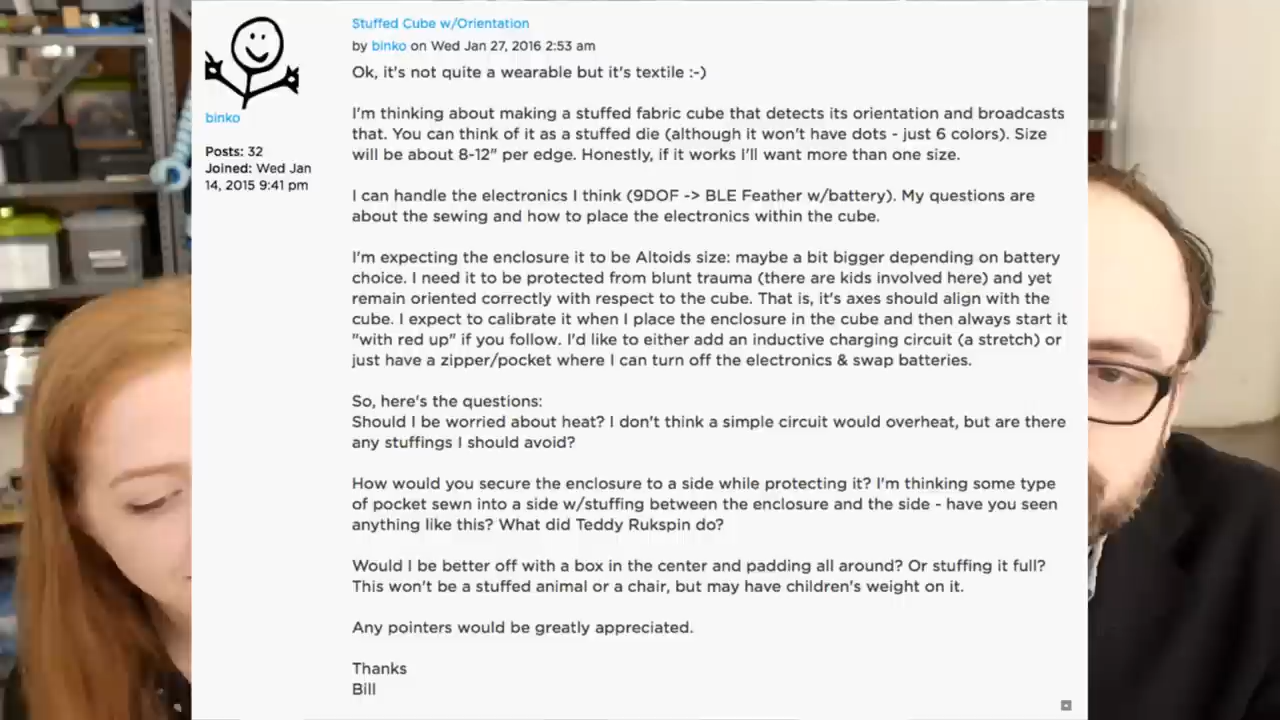 Stuffed Cube w/Orientation
by binko on Wed Jan 27, 2016 2:53 am
Ok, it's not quite a wearable but it's textile :-)
I'm thinking about making a stuffed fabric cube that detects its orientation and broadcasts
that. You can think of it as a stuffed die (although it won't have dots - just 6 colors). Size
will be about 8-12" per edge. Honestly, if it works I'll want more than one size.
I can handle the electronics I think (9DOF -> BLE Feather w/battery). My questions are
about the sewing and how to place the electronics within the cube.
I'm expecting the enclosure it to be Altoids size: maybe a bit bigger depending on battery
choice. I need it to be protected from blunt trauma (there are kids involved here) and yet
remain oriented correctly with respect to the cube. That is, it's axes should align with the
cube. I expect to calibrate it when I place the enclosure in the cube and then always start it
"with red up" if you follow. I'd like to either add an inductive charging circuit (a stretch) or
just have a zipper/pocket where I can turn off the electronics & swap batteries.
So, here's the questions:
Should I be worried about heat? I don't think a simple circuit would overheat, but are there
any stuffings I should avoid?
How would you secure the enclosure to a side while protecting it? I'm thinking some type
of pocket sewn into a side w/stuffing between the enclosure and the side - have you seen
anything like this? What did Teddy Rukspin do?
Would I be better off with a box in the center and padding all around? Or stuffing it full?
This won't be a stuffed animal or a chair, but may have children's weight on it.
Any pointers would be greatly appreciated.
Thanks
Bill
binko
Posts: 32
Joined: Wed Jan
14, 2015 9:41 pm